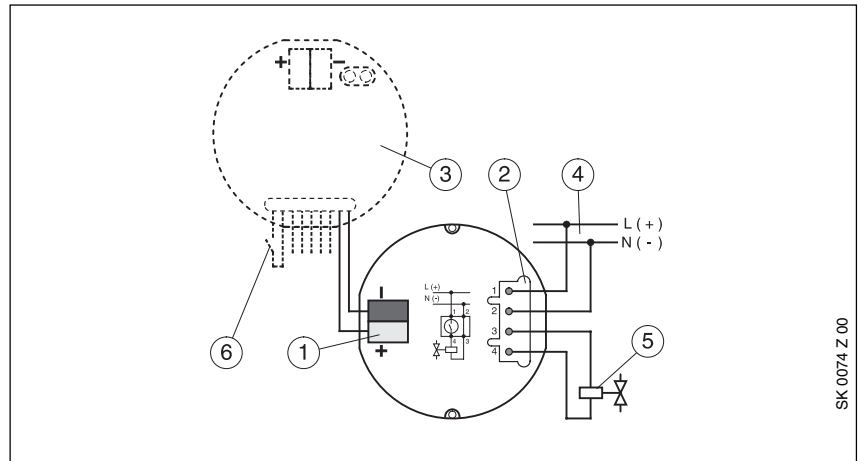 + -
3 2 4
L ( + )
N ( - )
6 1
-
+
L (+)
N (-)
1 2
4 3
1
2
3
4
5
SK 0074 Z 00